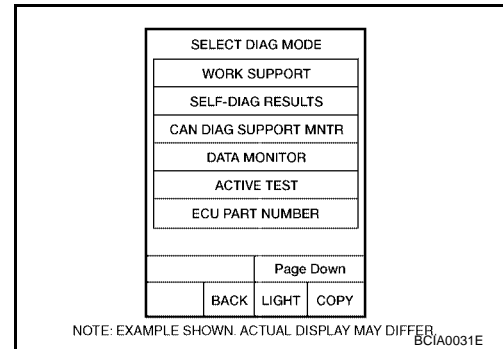 SELECT DIAG MODE
WORK SUPPORT
SELF-DIAG RESULTS
CAN DIAG SUPPORT MNTR
DATA MONITOR
ACTIVE TEST
ECU PART NUMBER
Page Down
BACK LIGHT COPY
NOTE: EXAMPLE SHOWN. ACTUAL DISPLAY MAY DIFFER.
BCIA0031E